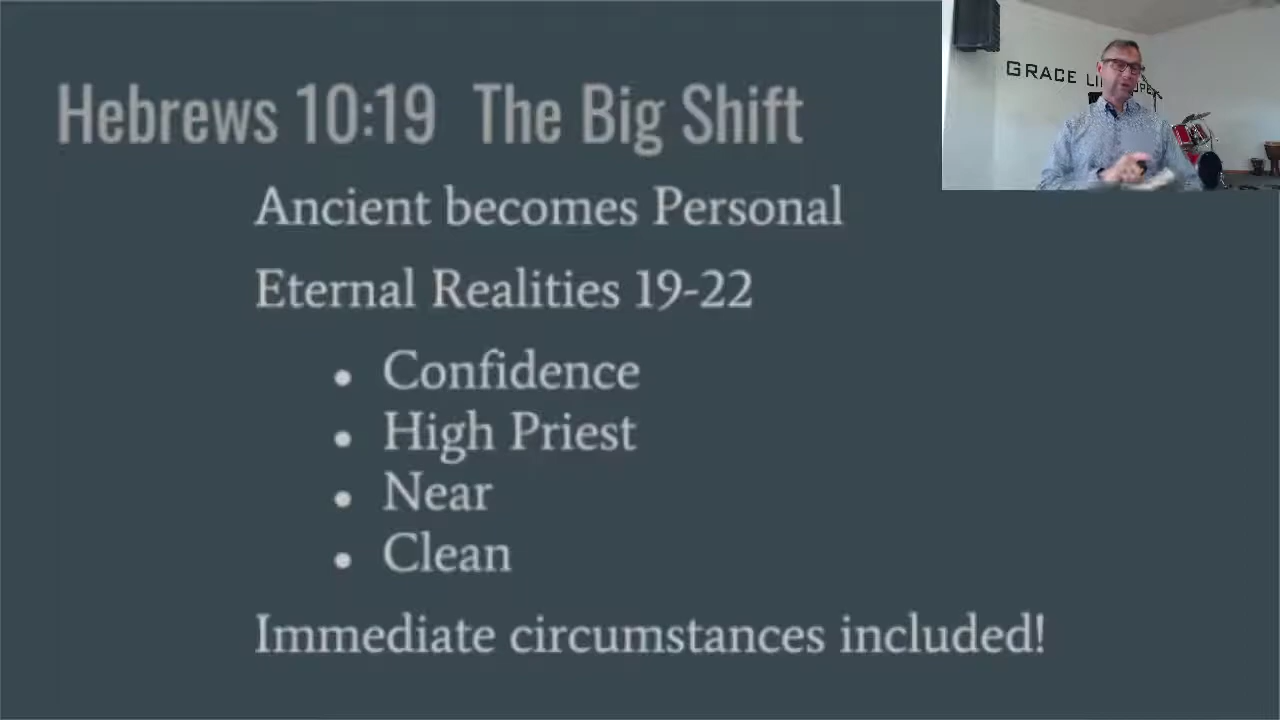 Hebrews 10:19 The Big Shift
Ancient becomes Personal
Eternal Realities 19-22
• Confidence
• High Priest
• Near
• Clean
Immediate circumstances included!
GRACE